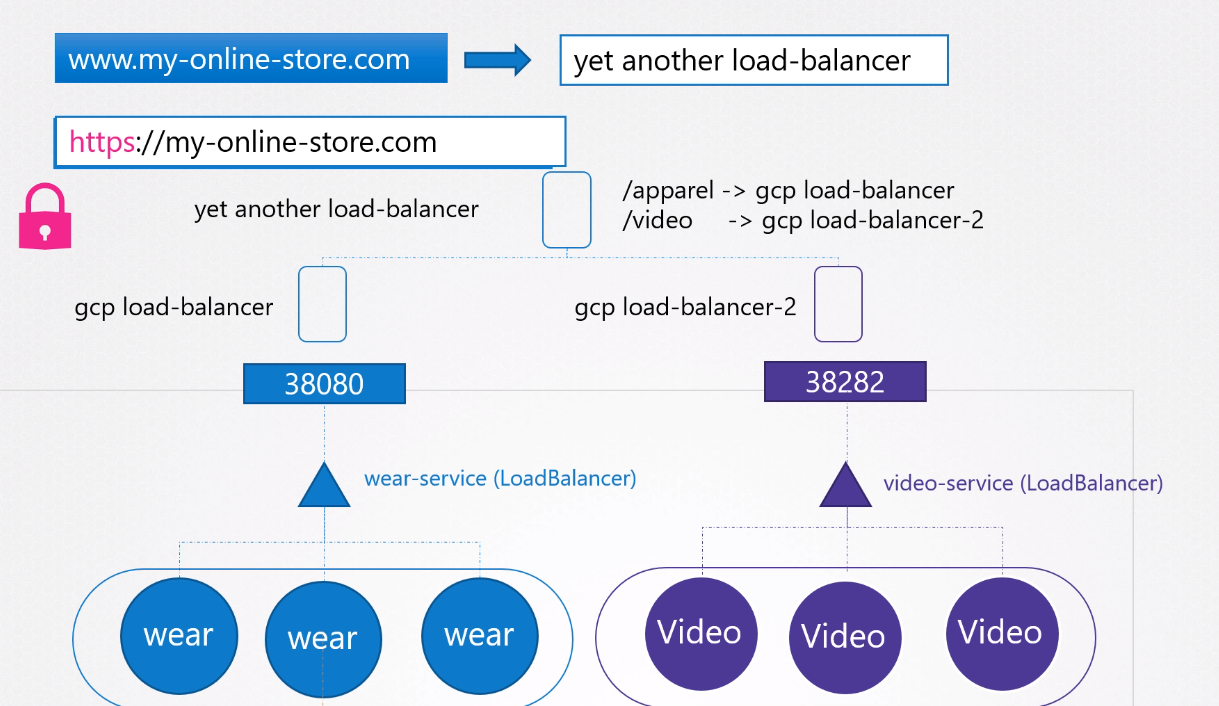 www.my-online-store.com
yet another load-balancer
https://my-online-store.com
yet another load-balancer
/apparel -> gcp load-balancer
/video -> gcp load-balancer-2
gcp load-balancer
gcp load-balancer-2
38080
38282
wear-service (LoadBalancer)
video-service (LoadBalancer)
wear
wear
wear
Video
Video
Video